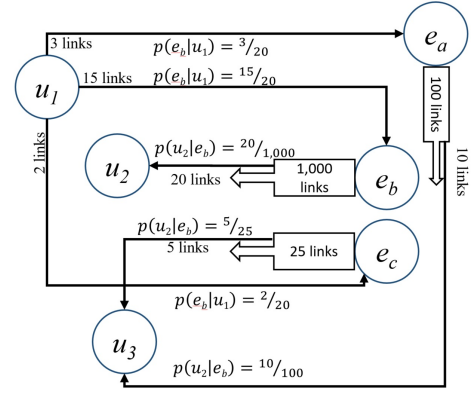 3 links
p(e_b|u_1) = 3/20
e_a
u_1
15 links
p(e_b|u_1) = 15/20
100 links
2 links
10 links
p(u_2|e_b) = 20/1,000
u_2
20 links
1,000 links
e_b
p(u_2|e_b) = 5/25
5 links
25 links
e_c
p(e_b|u_1) = 2/20
u_3
p(u_2|e_b) = 10/100